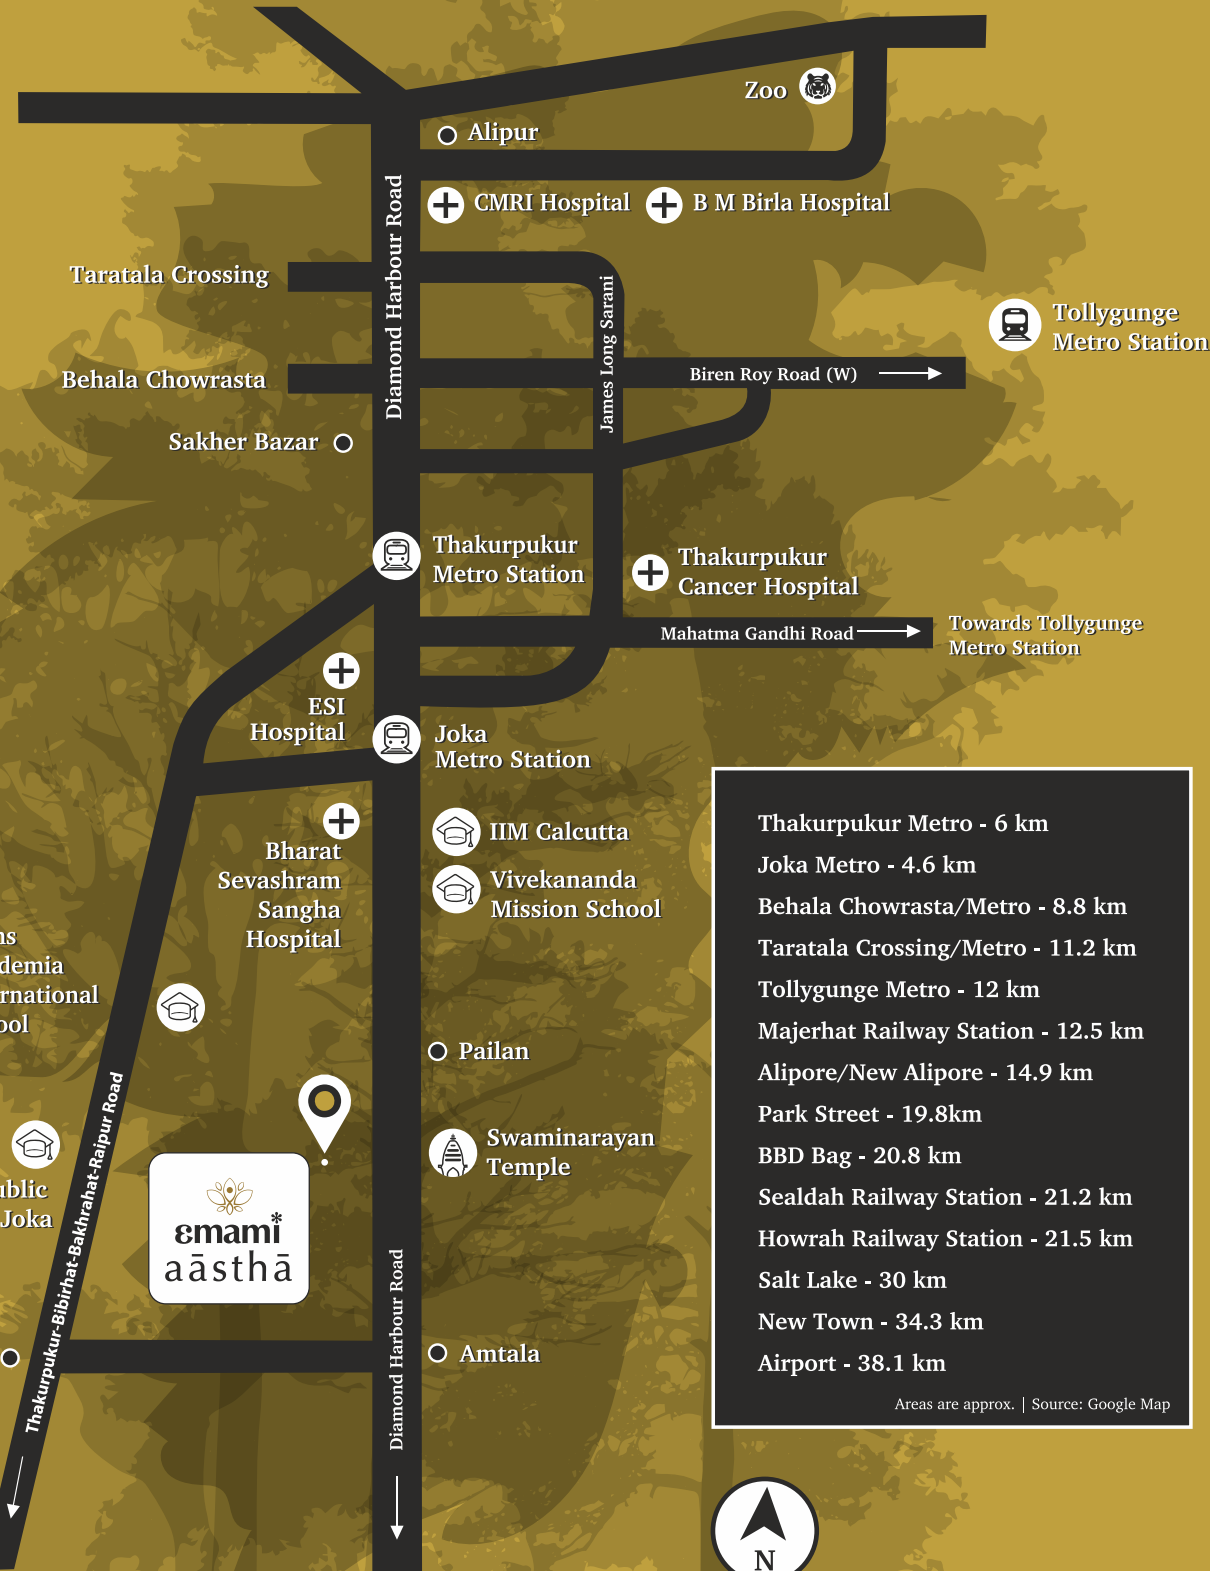 Zoo
Alipur
CMRI Hospital
B M Birla Hospital
Diamond Harbour Road
Taratala Crossing
James Long Sarani
Tollygunge
Metro Station
Behala Chowrasta
Biren Roy Road (W)
Sakher Bazar
Thakurpukur
Metro Station
Thakurpukur
Cancer Hospital
Mahatma Gandhi Road
Towards Tollygunge
Metro Station
ESI
Hospital
Joka
Metro Station
IIM Calcutta
Bharat
Sevashram
Sangha
Hospital
Vivekananda
Mission School
ns
demia
rnational
ool
Pailan
Swaminarayan
Temple
ublic
Joka
Thakurpukur-Bibirhat-Bakhrahat-Raipur Road
εmami*
aāsthā
Diamond Harbour Road
Amtala
Thakurpukur Metro - 6 km
Joka Metro - 4.6 km
Behala Chowrasta/Metro - 8.8 km
Taratala Crossing/Metro - 11.2 km
Tollygunge Metro - 12 km
Majerhat Railway Station - 12.5 km
Alipore/New Alipore - 14.9 km
Park Street - 19.8km
BBD Bag - 20.8 km
Sealdah Railway Station - 21.2 km
Howrah Railway Station - 21.5 km
Salt Lake - 30 km
New Town - 34.3 km
Airport - 38.1 km
Areas are approx. | Source: Google Map
N